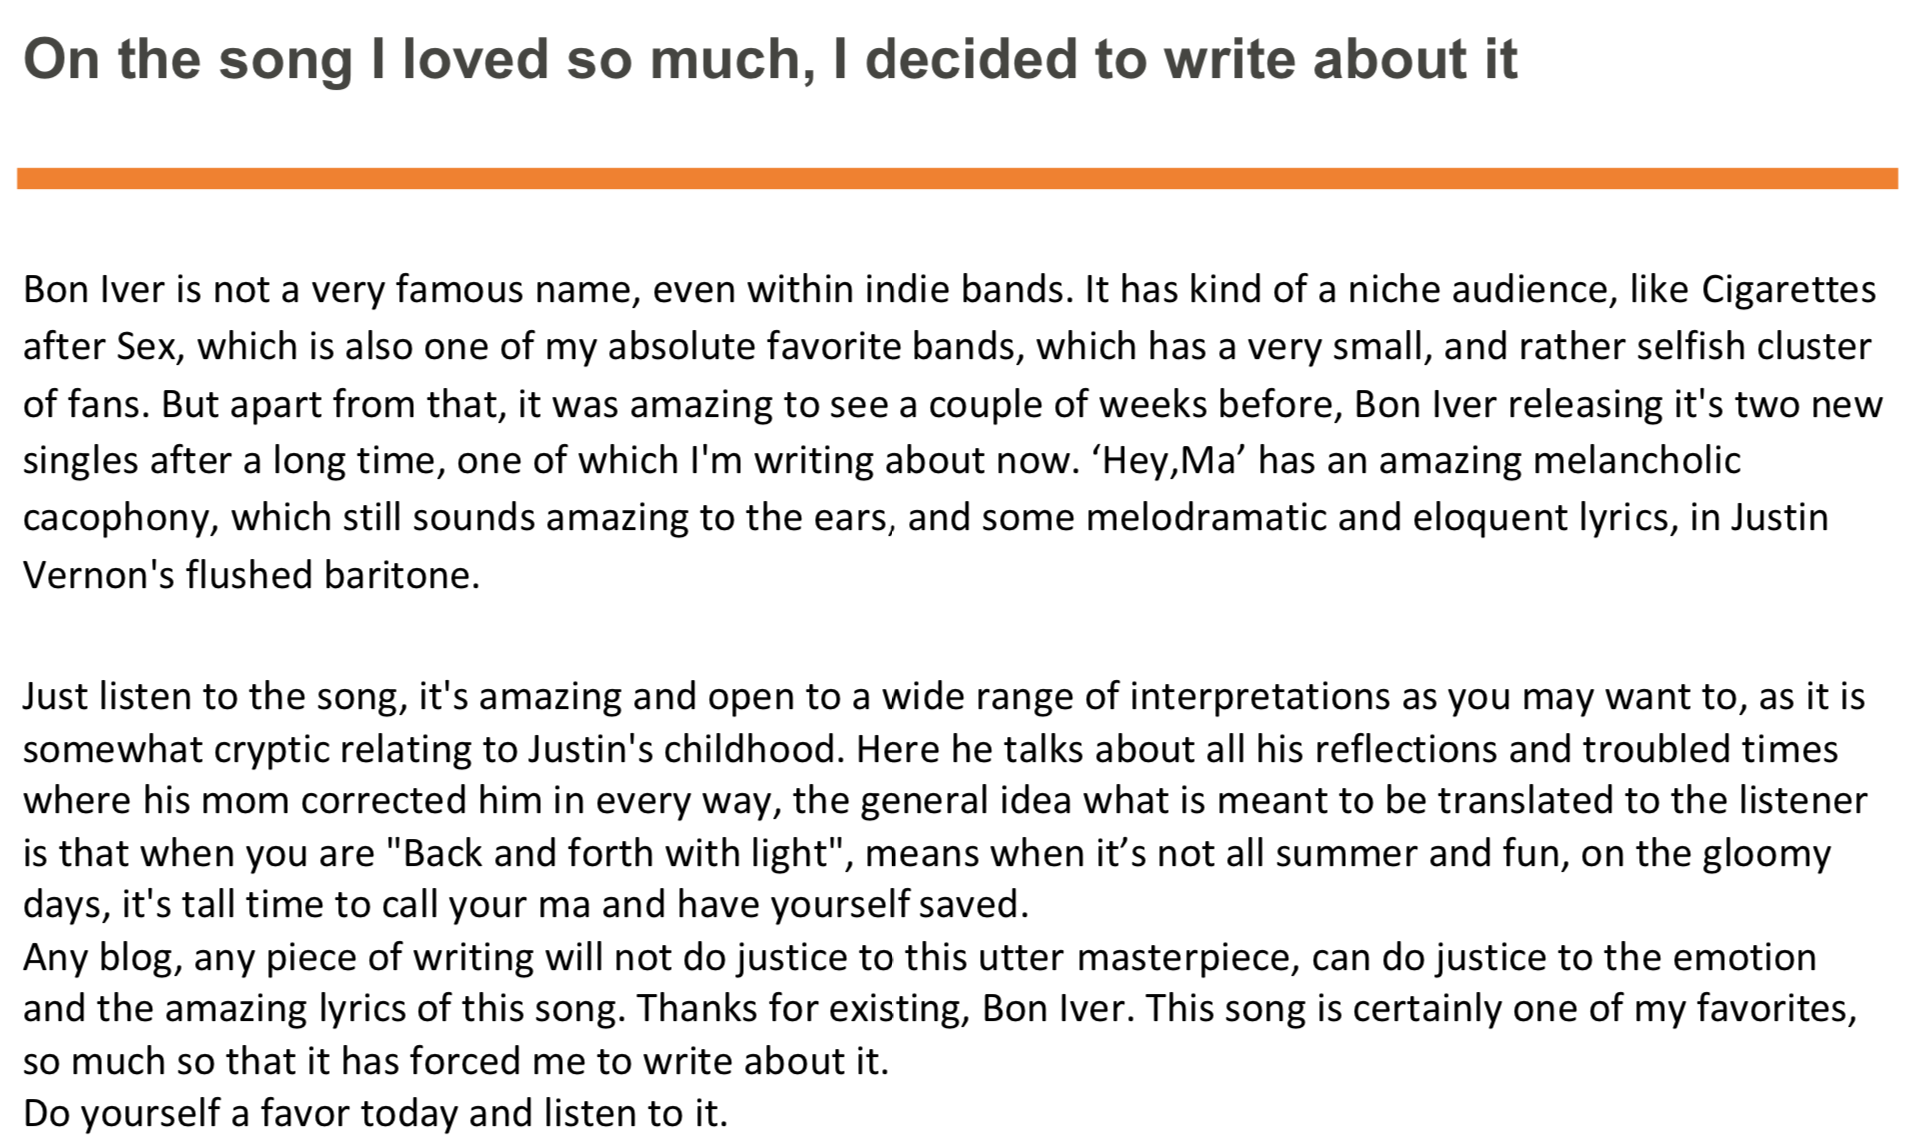 On the song I loved so much, I decided to write about it
Bon Iver is not a very famous name, even within indie bands. It has kind of a niche audience, like Cigarettes
after Sex, which is also one of my absolute favorite bands, which has a very small, and rather selfish cluster
of fans. But apart from that, it was amazing to see a couple of weeks before, Bon Iver releasing it's two new
singles after a long time, one of which I'm writing about now. ‘Hey,Ma’ has an amazing melancholic
cacophony, which still sounds amazing to the ears, and some melodramatic and eloquent lyrics, in Justin
Vernon's flushed baritone.
Just listen to the song, it's amazing and open to a wide range of interpretations as you may want to, as it is
somewhat cryptic relating to Justin's childhood. Here he talks about all his reflections and troubled times
where his mom corrected him in every way, the general idea what is meant to be translated to the listener
is that when you are "Back and forth with light", means when it’s not all summer and fun, on the gloomy
days, it's tall time to call your ma and have yourself saved.
Any blog, any piece of writing will not do justice to this utter masterpiece, can do justice to the emotion
and the amazing lyrics of this song. Thanks for existing, Bon Iver. This song is certainly one of my favorites,
so much so that it has forced me to write about it.
Do yourself a favor today and listen to it.